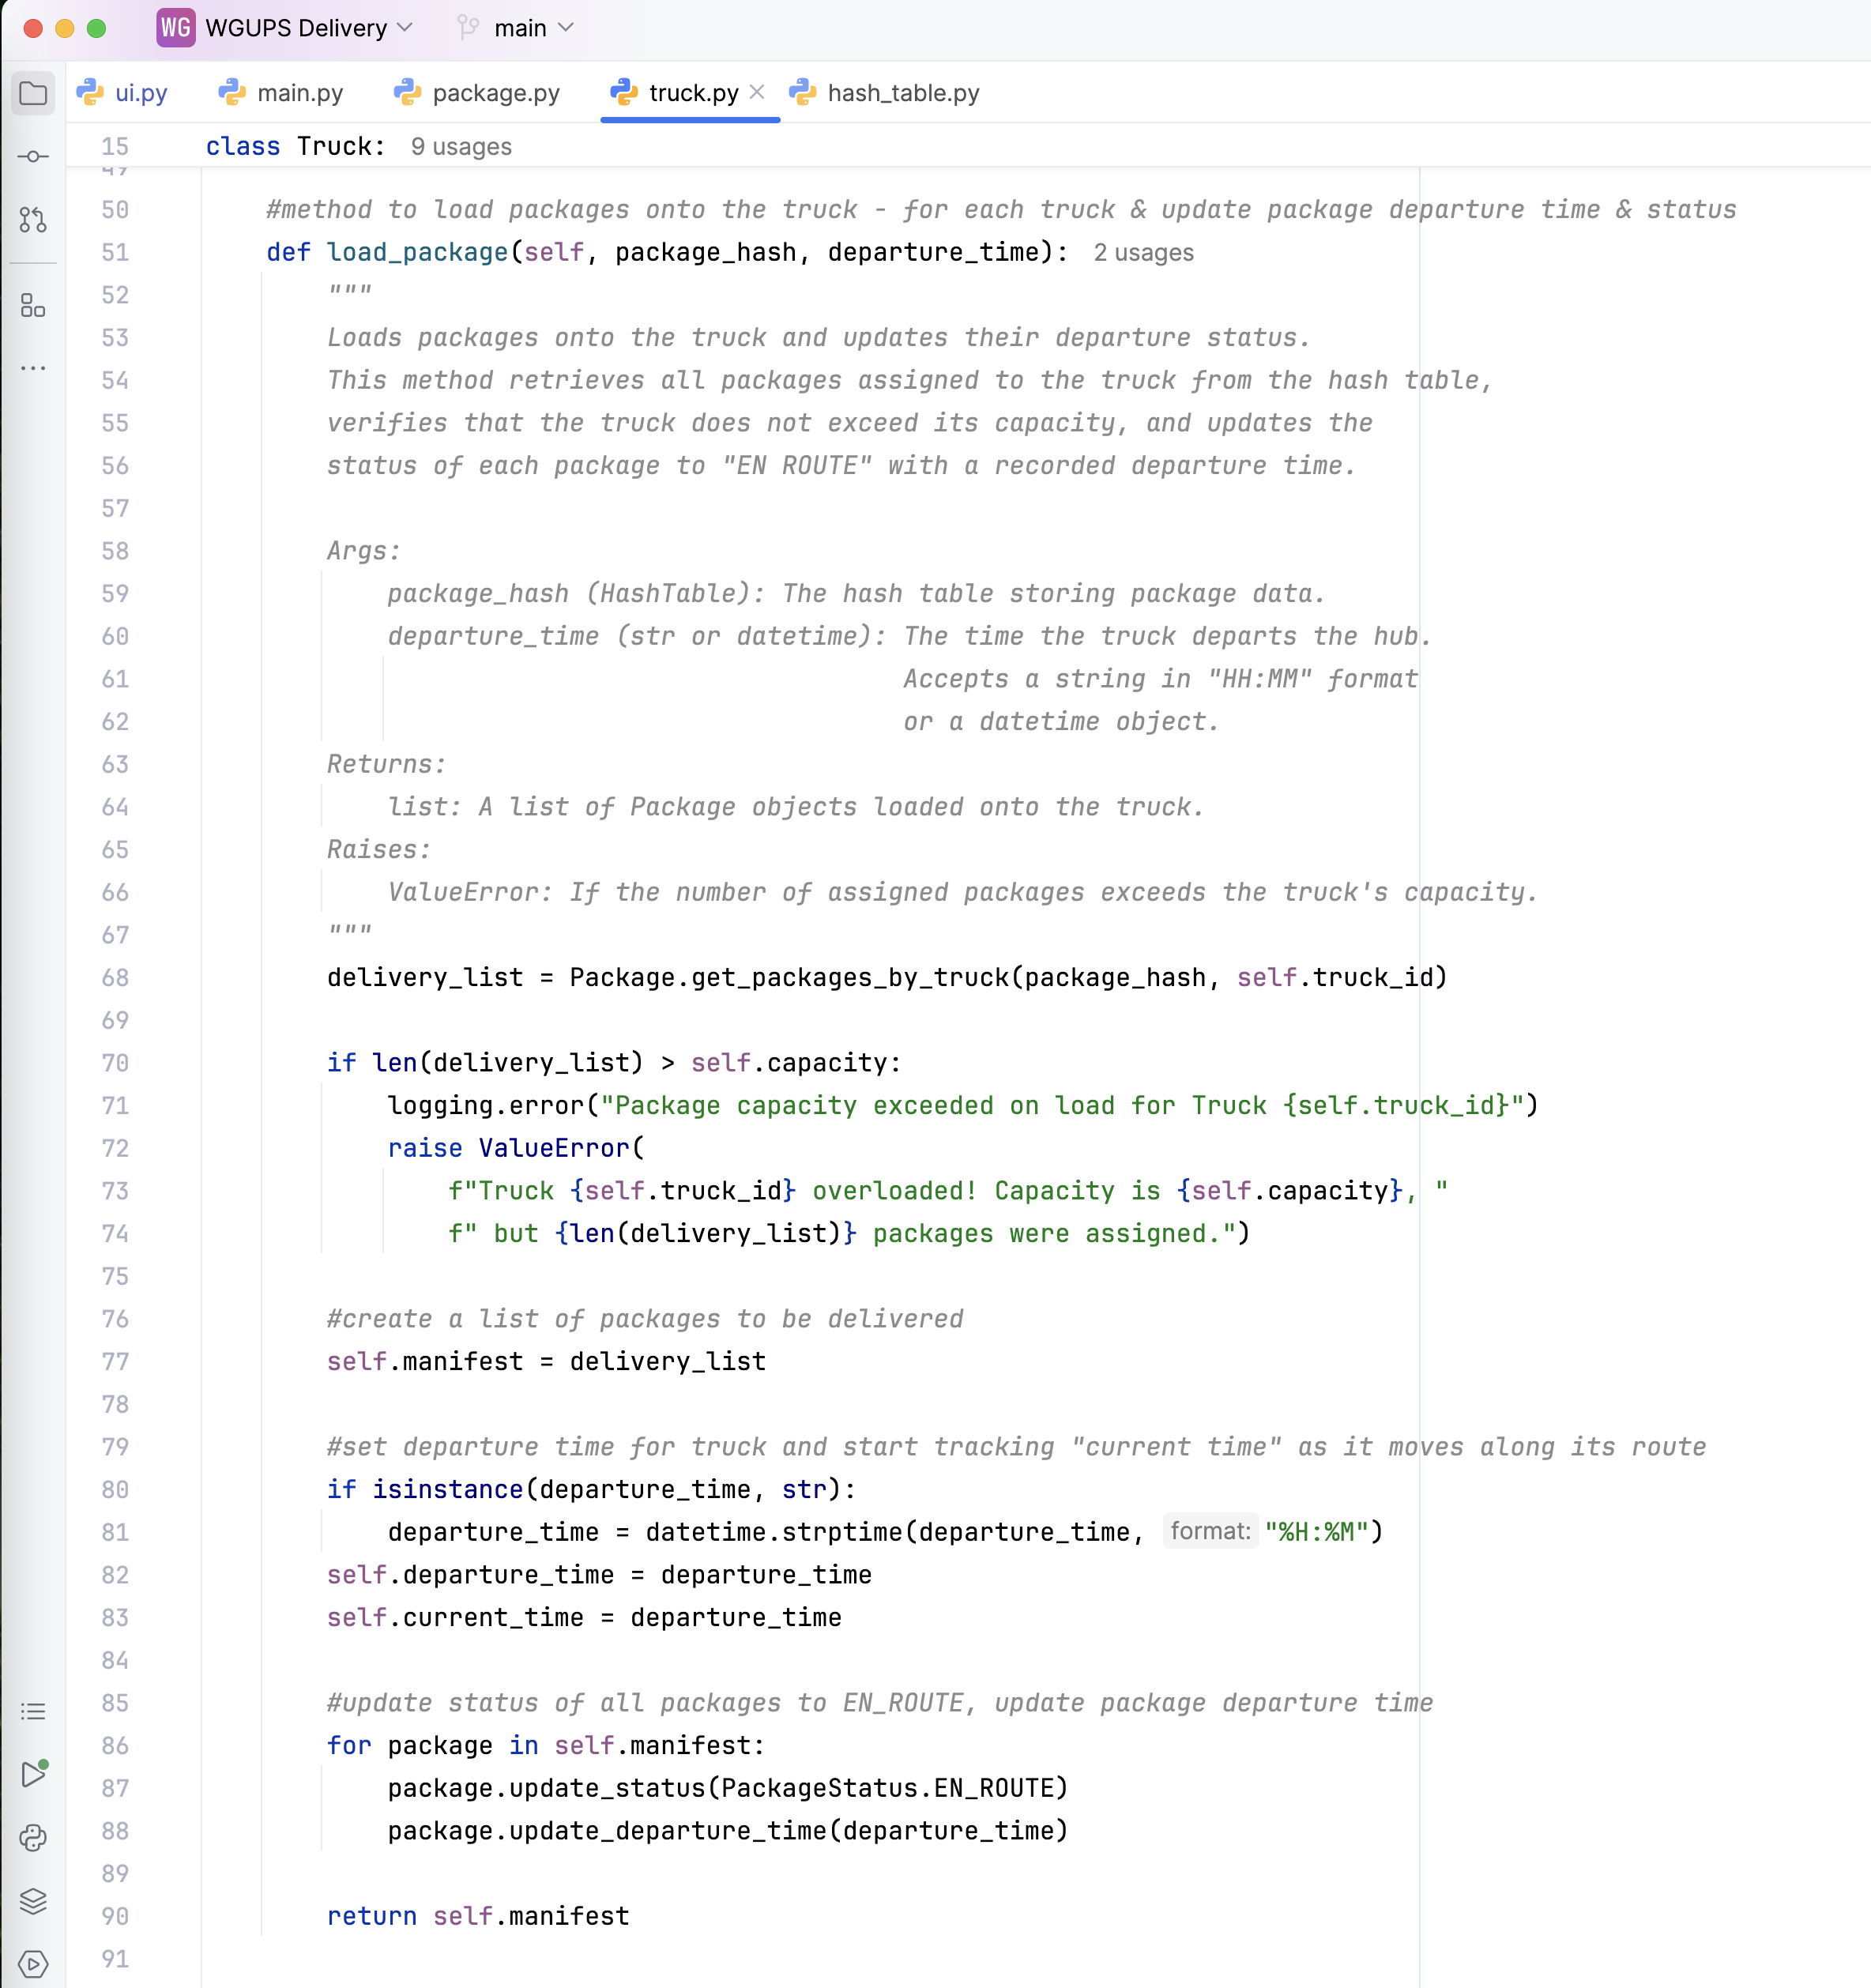 WG WGUPS Delivery main
ui.py main.py package.py truck.py hash_table.py
15 class Truck: 9 usages
49
50 #method to load packages onto the truck - for each truck & update package departure time & status
51 def load_package(self, package_hash, departure_time): 2 usages
52 """
53 Loads packages onto the truck and updates their departure status.
54 This method retrieves all packages assigned to the truck from the hash table,
55 verifies that the truck does not exceed its capacity, and updates the
56 status of each package to "EN ROUTE" with a recorded departure time.
57
58 Args:
59 package_hash (HashTable): The hash table storing package data.
60 departure_time (str or datetime): The time the truck departs the hub.
61 Accepts a string in "HH:MM" format
62 or a datetime object.
63 Returns:
64 list: A list of Package objects loaded onto the truck.
65 Raises:
66 ValueError: If the number of assigned packages exceeds the truck's capacity.
67 """
68 delivery_list = Package.get_packages_by_truck(package_hash, self.truck_id)
69
70 if len(delivery_list) > self.capacity:
71 logging.error("Package capacity exceeded on load for Truck {self.truck_id}")
72 raise ValueError(
73 f"Truck {self.truck_id} overloaded! Capacity is {self.capacity}, "
74 f" but {len(delivery_list)} packages were assigned.")
75
76 #create a list of packages to be delivered
77 self.manifest = delivery_list
78
79 #set departure time for truck and start tracking "current time" as it moves along its route
80 if isinstance(departure_time, str):
81 departure_time = datetime.strptime(departure_time, format: "%H:%M")
82 self.departure_time = departure_time
83 self.current_time = departure_time
84
85 #update status of all packages to EN_ROUTE, update package departure time
86 for package in self.manifest:
87 package.update_status(PackageStatus.EN_ROUTE)
88 package.update_departure_time(departure_time)
89
90 return self.manifest
91